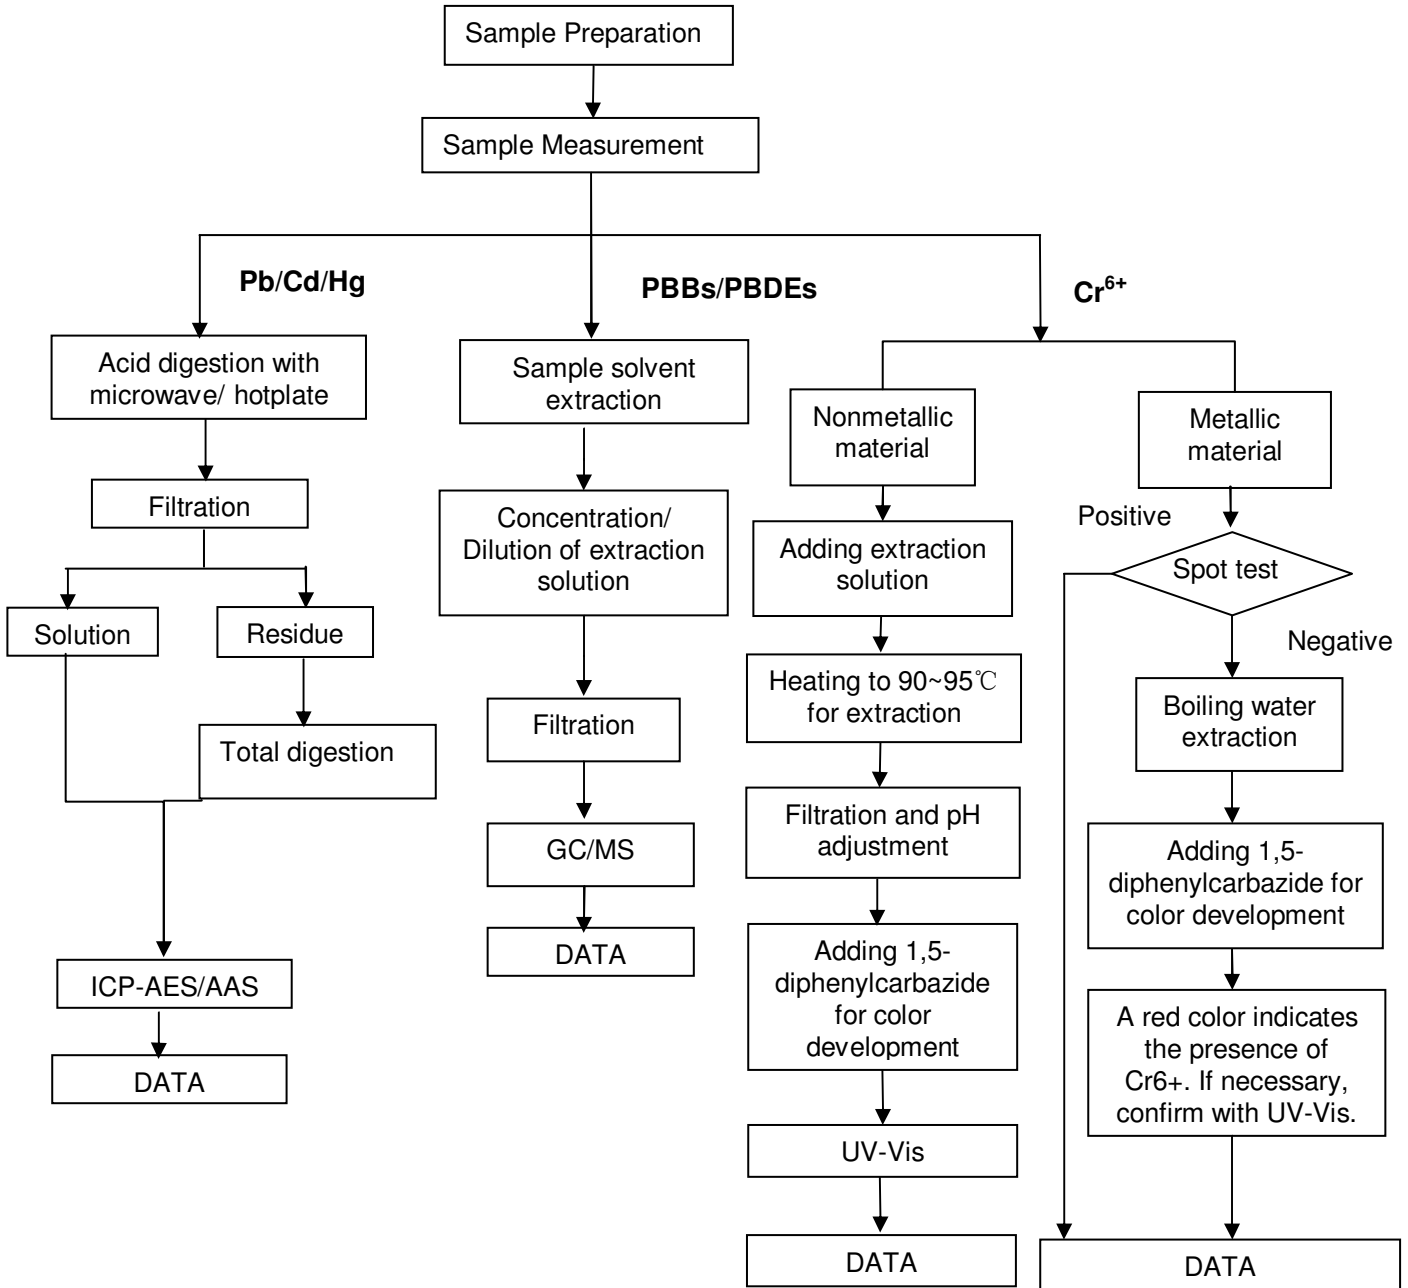 Sample Preparation
Sample Measurement
Pb/Cd/Hg
PBBs/PBDEs
Cr6+
Acid digestion with
microwave/ hotplate
Filtration
Solution
Residue
Total digestion
ICP-AES/AAS
DATA
Sample solvent
extraction
Concentration/
Dilution of extraction
solution
Filtration
GC/MS
DATA
Nonmetallic
material
Adding extraction
solution
Heating to 90~95℃
for extraction
Filtration and pH
adjustment
Adding 1,5-
diphenylcarbazide
for color
development
UV-Vis
DATA
Metallic
material
Positive
Spot test
Negative
Boiling water
extraction
Adding 1,5-
diphenylcarbazide for
color development
A red color indicates
the presence of
Cr6+. If necessary,
confirm with UV-Vis.
DATA